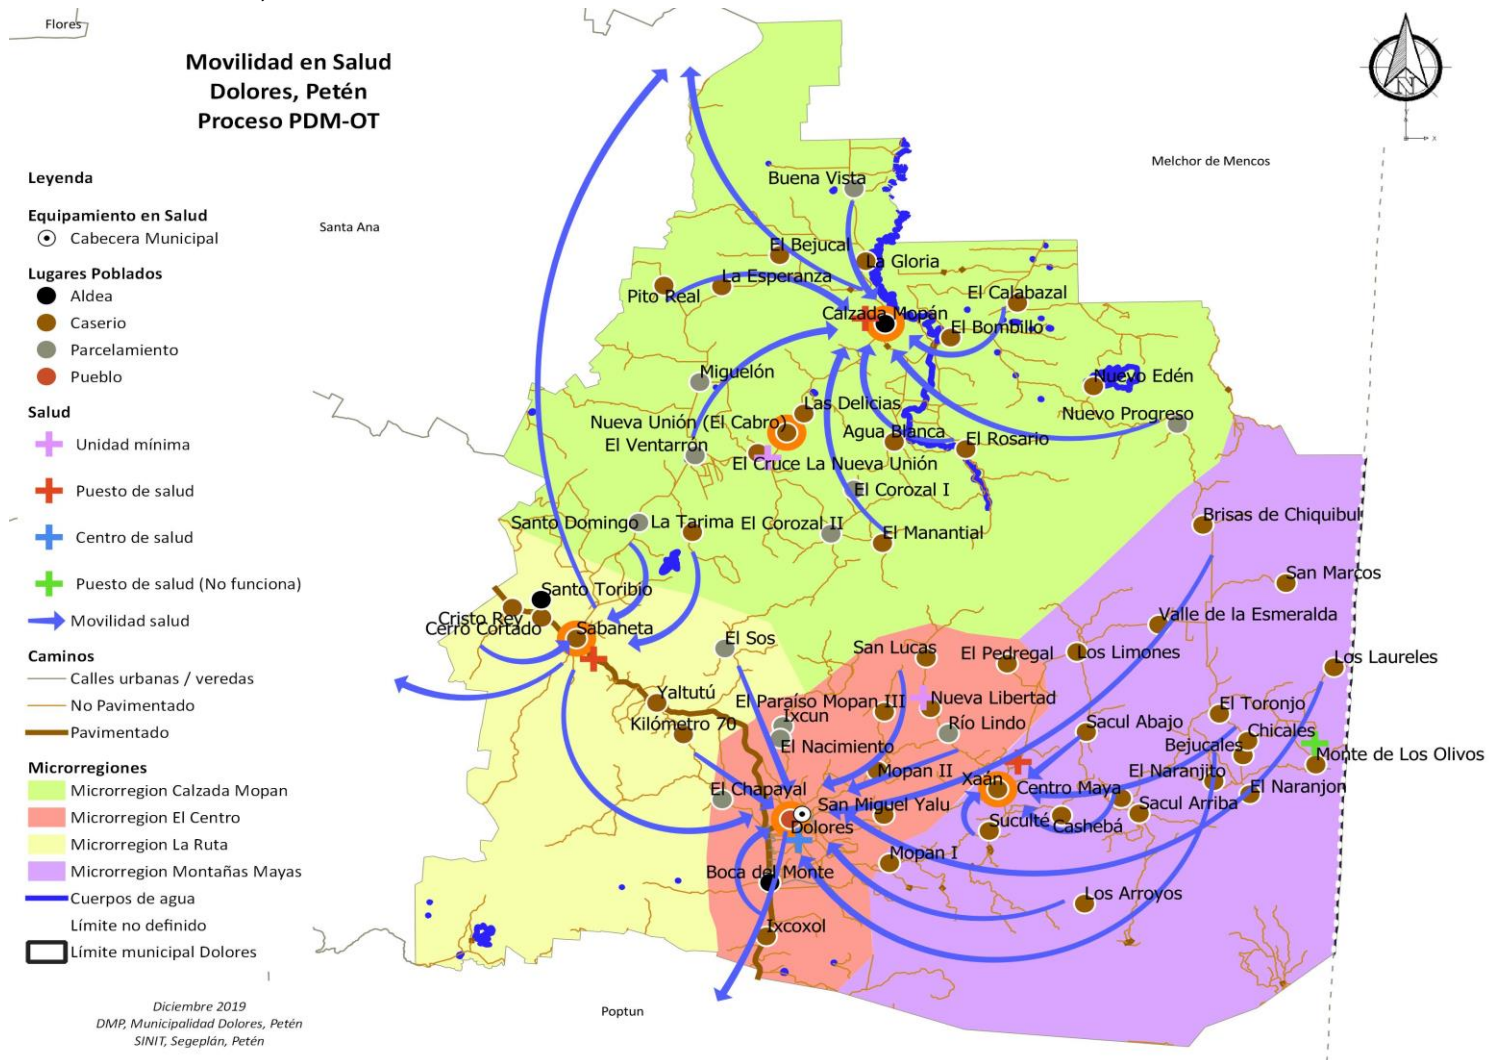 Flores
Movilidad en Salud
Dolores, Petén
Proceso PDM-OT
N
Y
X
Melchor de Mencos
Santa Ana
Leyenda
Equipamiento en Salud
Cabecera Municipal
Lugares Poblados
Aldea
Caserio
Parcelamiento
Pueblo
Salud
Unidad mínima
Puesto de salud
Centro de salud
Puesto de salud (No funciona)
Movilidad salud
Caminos
Calles urbanas / veredas
No Pavimentado
Pavimentado
Microrregiones
Microrregion Calzada Mopan
Microrregion El Centro
Microrregion La Ruta
Microrregion Montañas Mayas
Cuerpos de agua
Límite no definido
Límite municipal Dolores
Diciembre 2019
DMP, Municipalidad Dolores, Petén
SINIT, Segeplán, Petén
Buena Vista
El Bejucal
La Gloria
La Esperanza
Pito Real
El Calabazal
Calzada Mopán
El Bombillo
Miguelón
Nuevo Edén
Las Delicias
Nuevo Progreso
Nueva Unión (El Cabro)
Agua Blanca
El Rosario
El Ventarrón
El Cruce La Nueva Unión
El Corozal I
Santo Domingo
La Tarima
El Corozal II
El Manantial
Brisas de Chiquibul
San Marcos
Santo Toribio
Valle de la Esmeralda
Cristo Rey
Cerro Cortado
Sabaneta
El Sos
San Lucas
El Pedregal
Los Limones
Los Laureles
Yaltutú
El Paraíso Mopan III
Nueva Libertad
Ixcun
Kilómetro 70
Río Lindo
Sacul Abajo
El Toronjo
Chicales
El Nacimiento
Bejucales
Monte de Los Olivos
Mopan II
Xaán
El Naranjito
El Chapayal
Centro Maya
El Naranjon
San Miguel Yalu
Sacul Arriba
Dolores
Suculté
Cashebá
Mopan I
Boca del Monte
Los Arroyos
Ixcoxol
Poptun